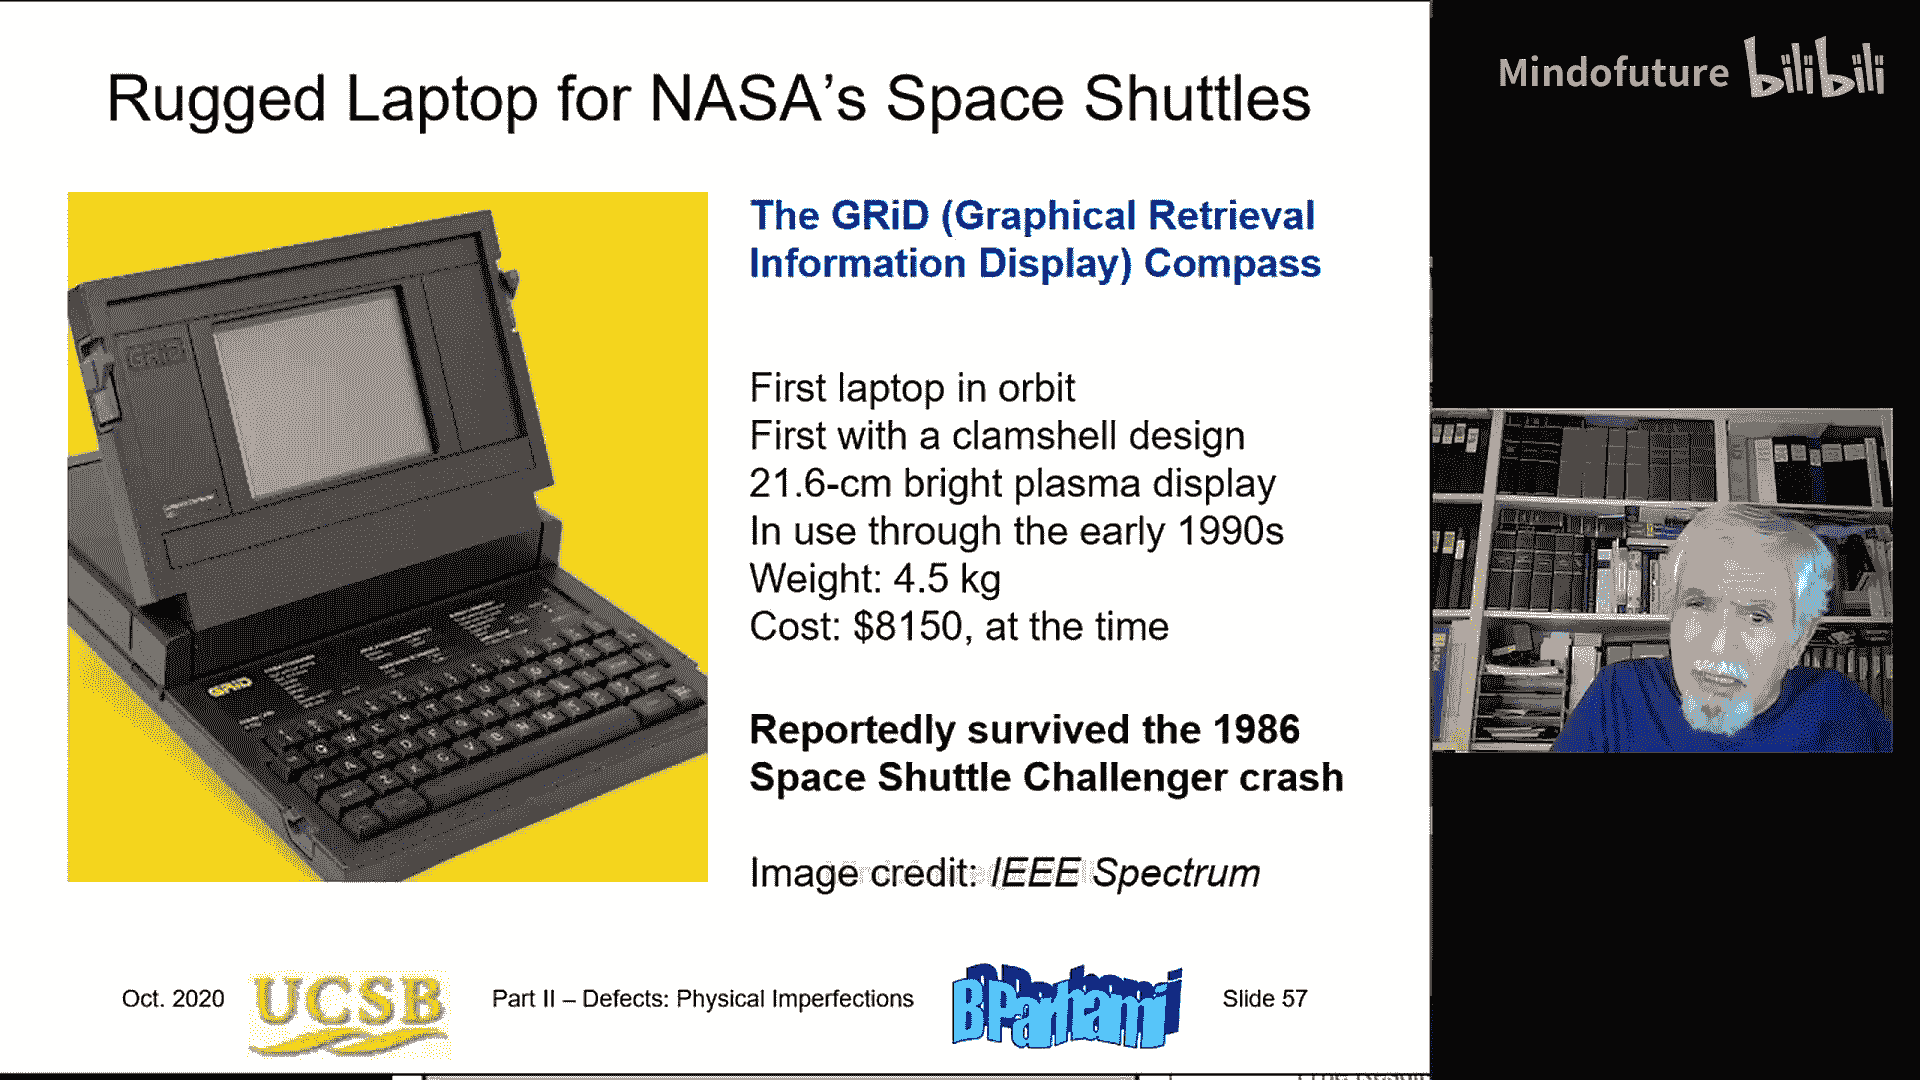 Rugged Laptop for NASA's Space Shuttles
Mindofuture bilibili
The GRiD (Graphical Retrieval
Information Display) Compass
First laptop in orbit
First with a clamshell design
21.6-cm bright plasma display
In use through the early 1990s
Weight: 4.5 kg
Cost: $8150, at the time
Reportedly survived the 1986
Space Shuttle Challenger crash
Image credit: IEEE Spectrum
GRiD
GRiD
Oct. 2020
UCSB
Part II – Defects: Physical Imperfections
B Parhami
Slide 57